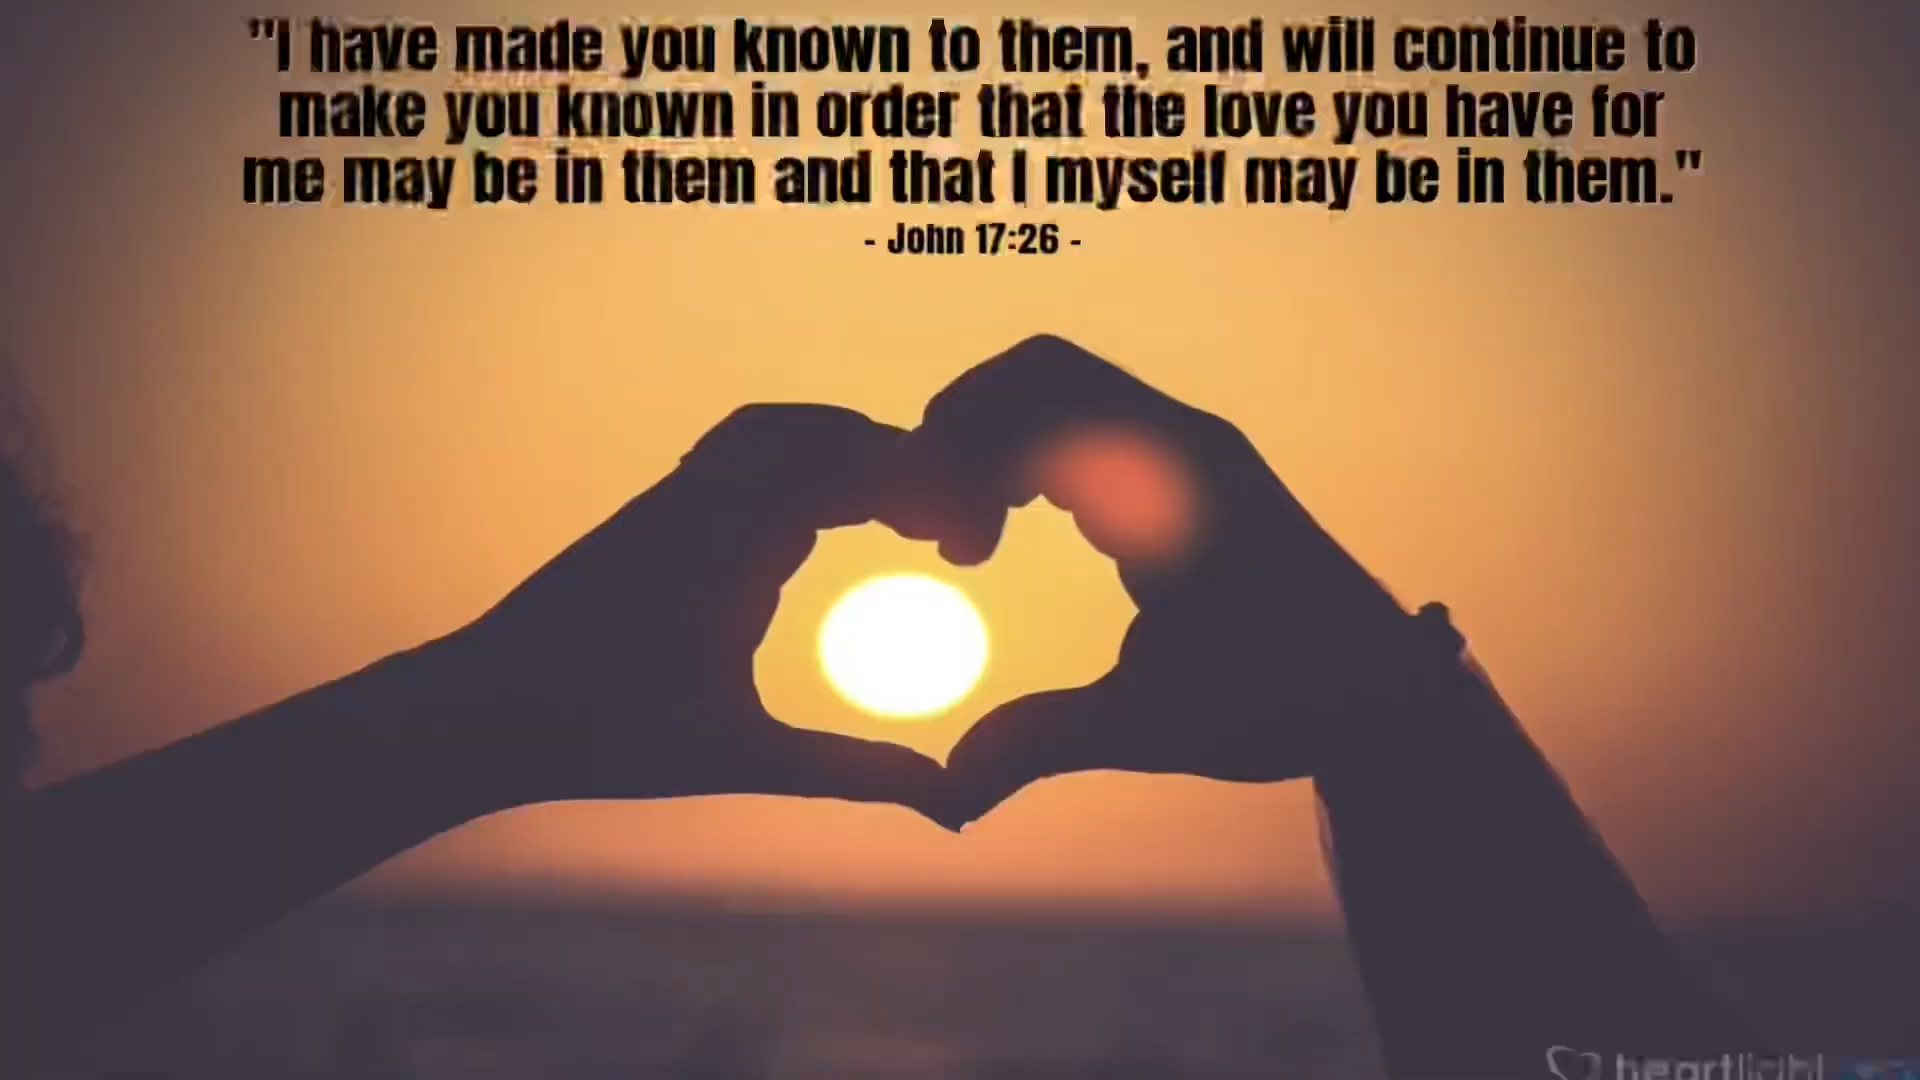 "I have made you known to them, and will continue to
make you known in order that the love you have for
me may be in them and that I myself may be in them."
- John 17:26 -
heartlight